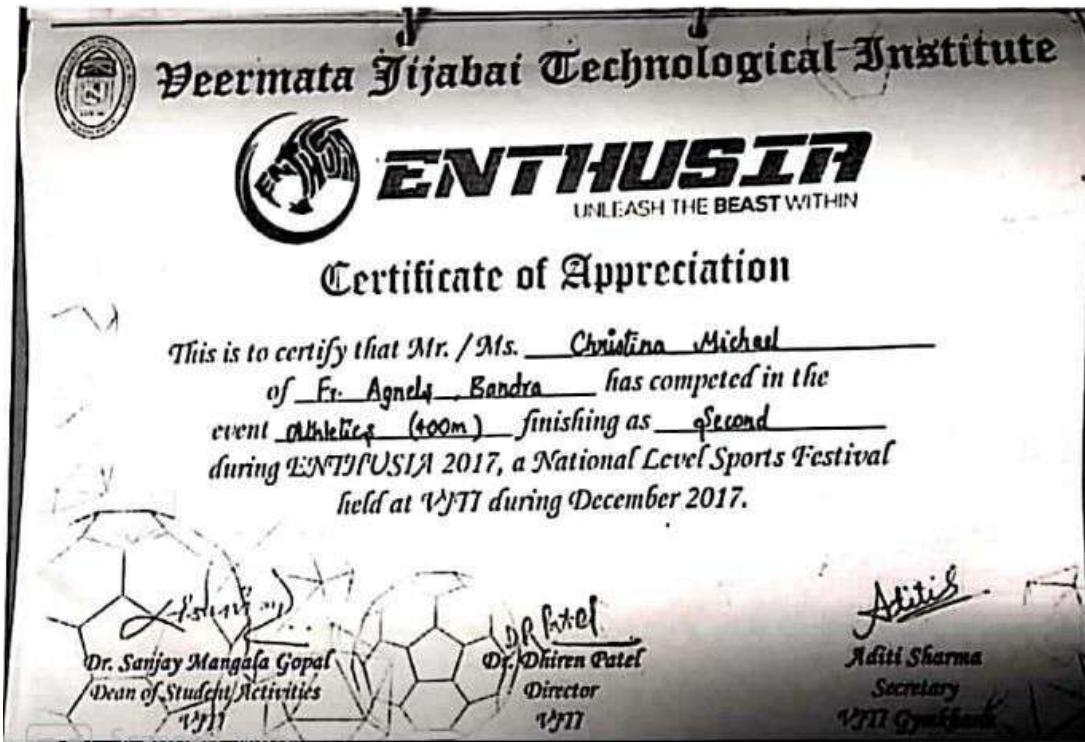 Veermata Jijabai Technological Institute
ENTHUSIA
ENTHUSIA
UNLEASH THE BEAST WITHIN
Certificate of Appreciation
This is to certify that Mr. / Ms. Christina Michael
of Fr. Agnels, Bandra has competed in the
event Athletics (400m) finishing as Second
during ENTHUSIA 2017, a National Level Sports Festival
held at VJTI during December 2017.
DRPatel
AditiS
Dr. Sanjay Mangala Gopal
Dr. Dhiren Patel
Aditi Sharma
Dean of Student Activities
Director
Secretary
VJTI
VJTI
VJTI Gymkhana